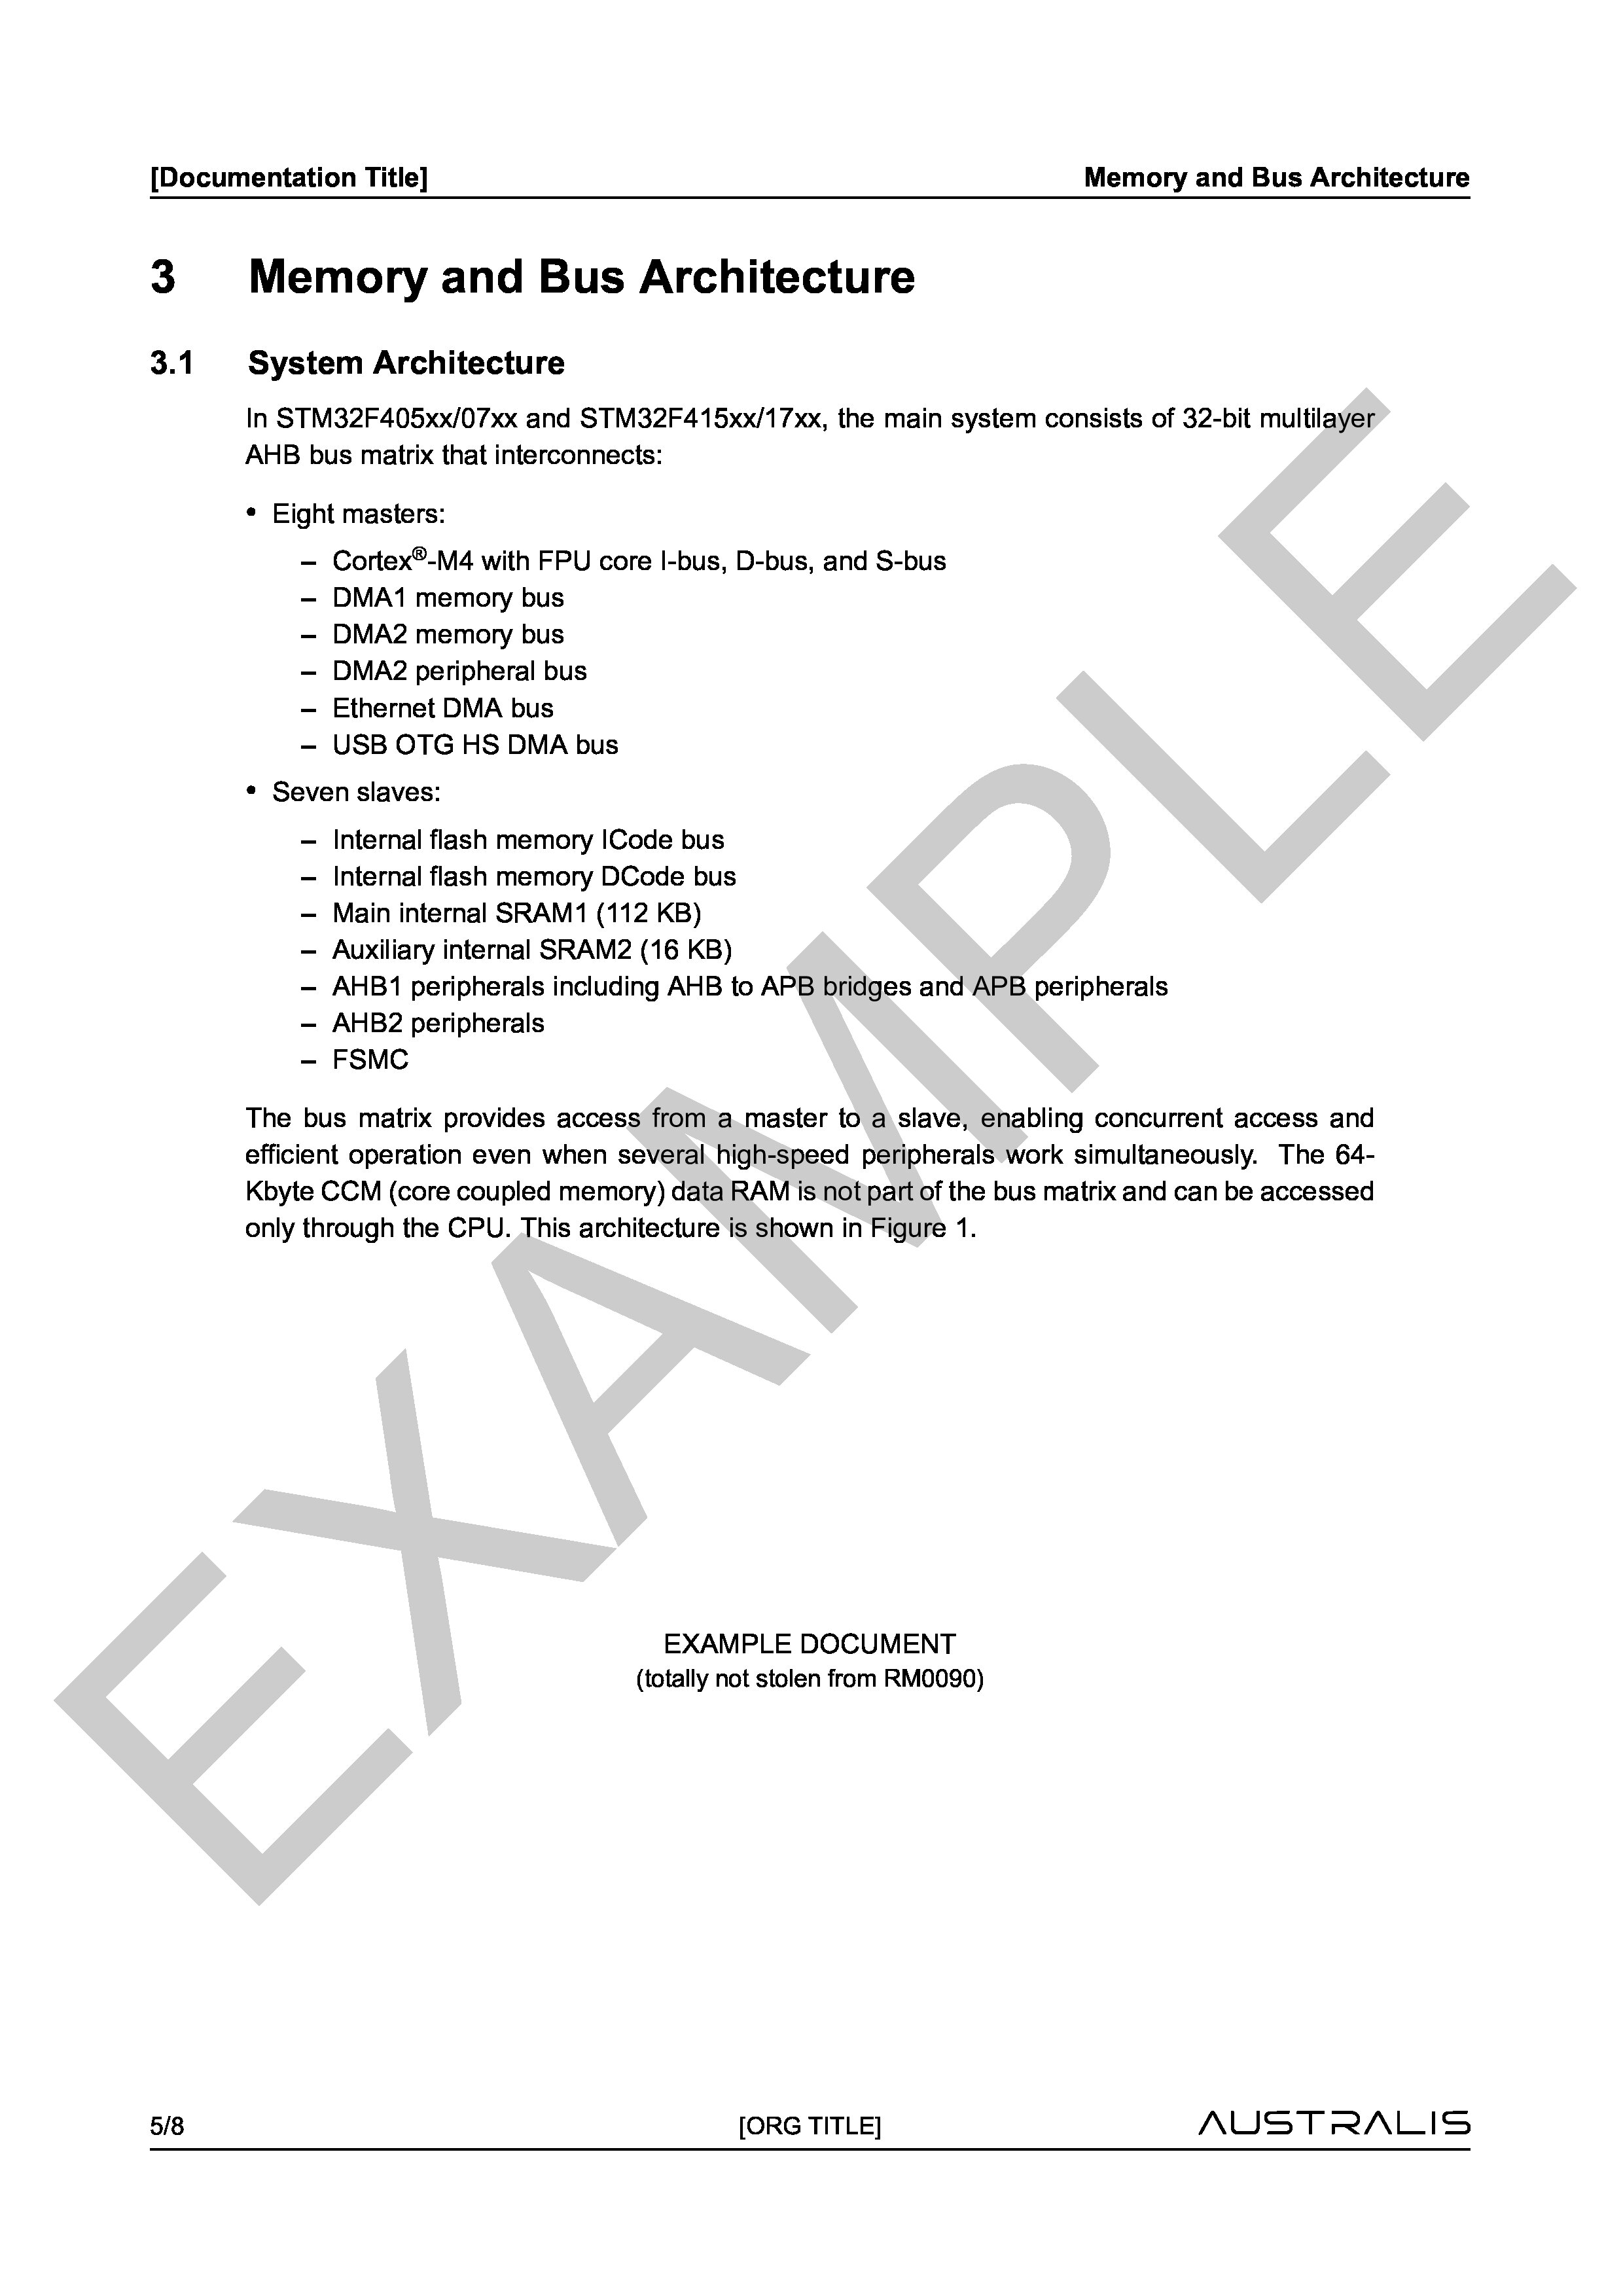 [Documentation Title] Memory and Bus Architecture
3 Memory and Bus Architecture
3.1 System Architecture
In STM32F405xx/07xx and STM32F415xx/17xx, the main system consists of 32-bit multilayer
AHB bus matrix that interconnects:
• Eight masters:
– Cortex®-M4 with FPU core I-bus, D-bus, and S-bus
– DMA1 memory bus
– DMA2 memory bus
– DMA2 peripheral bus
– Ethernet DMA bus
– USB OTG HS DMA bus
• Seven slaves:
– Internal flash memory ICode bus
– Internal flash memory DCode bus
– Main internal SRAM1 (112 KB)
– Auxiliary internal SRAM2 (16 KB)
– AHB1 peripherals including AHB to APB bridges and APB peripherals
– AHB2 peripherals
– FSMC
The bus matrix provides access from a master to a slave, enabling concurrent access and
efficient operation even when several high-speed peripherals work simultaneously. The 64-
Kbyte CCM (core coupled memory) data RAM is not part of the bus matrix and can be accessed
only through the CPU. This architecture is shown in Figure 1.
EXAMPLE
EXAMPLE DOCUMENT
(totally not stolen from RM0090)
5/8 [ORG TITLE] AUSTRALIS